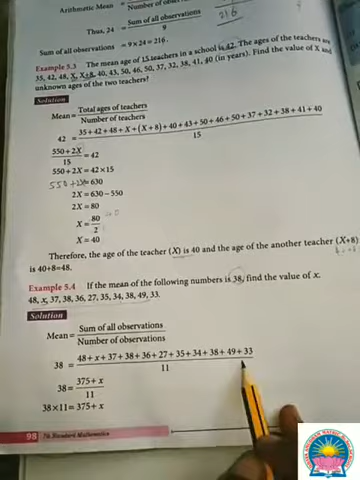 Arithmetic Mean = Number of obser
Thus, 24 = Sum of all observations / 9
216
Sum of all observations = 9 × 24 = 216.
Example 5.3 The mean age of 15 teachers in a school is 42. The ages of the teachers are
35, 42, 48, X, X+8, 40, 43, 50, 46, 50, 37, 32, 38, 41, 40 (in years). Find the value of X and
unknown ages of the two teachers?
Solution
Mean = Total ages of teachers / Number of teachers
42 = 35+42+48+X+(X+8)+40+43+50+46+50+37+32+38+41+40 / 15
550+2X / 15 = 42
550+2X = 42×15
550+2X = 630
2X = 630−550
2X = 80
X = 80 / 2
X = 40
Therefore, the age of the teacher (X) is 40 and the age of the another teacher (X+8)
is 40+8=48.
Example 5.4 If the mean of the following numbers is 38, find the value of x.
48, x, 37, 38, 36, 27, 35, 34, 38, 49, 33.
Solution
Mean = Sum of all observations / Number of observations
38 = 48+x+37+38+36+27+35+34+38+49+33 / 11
38 = 375+x / 11
38×11 = 375+x
98 7th Standard Mathematics